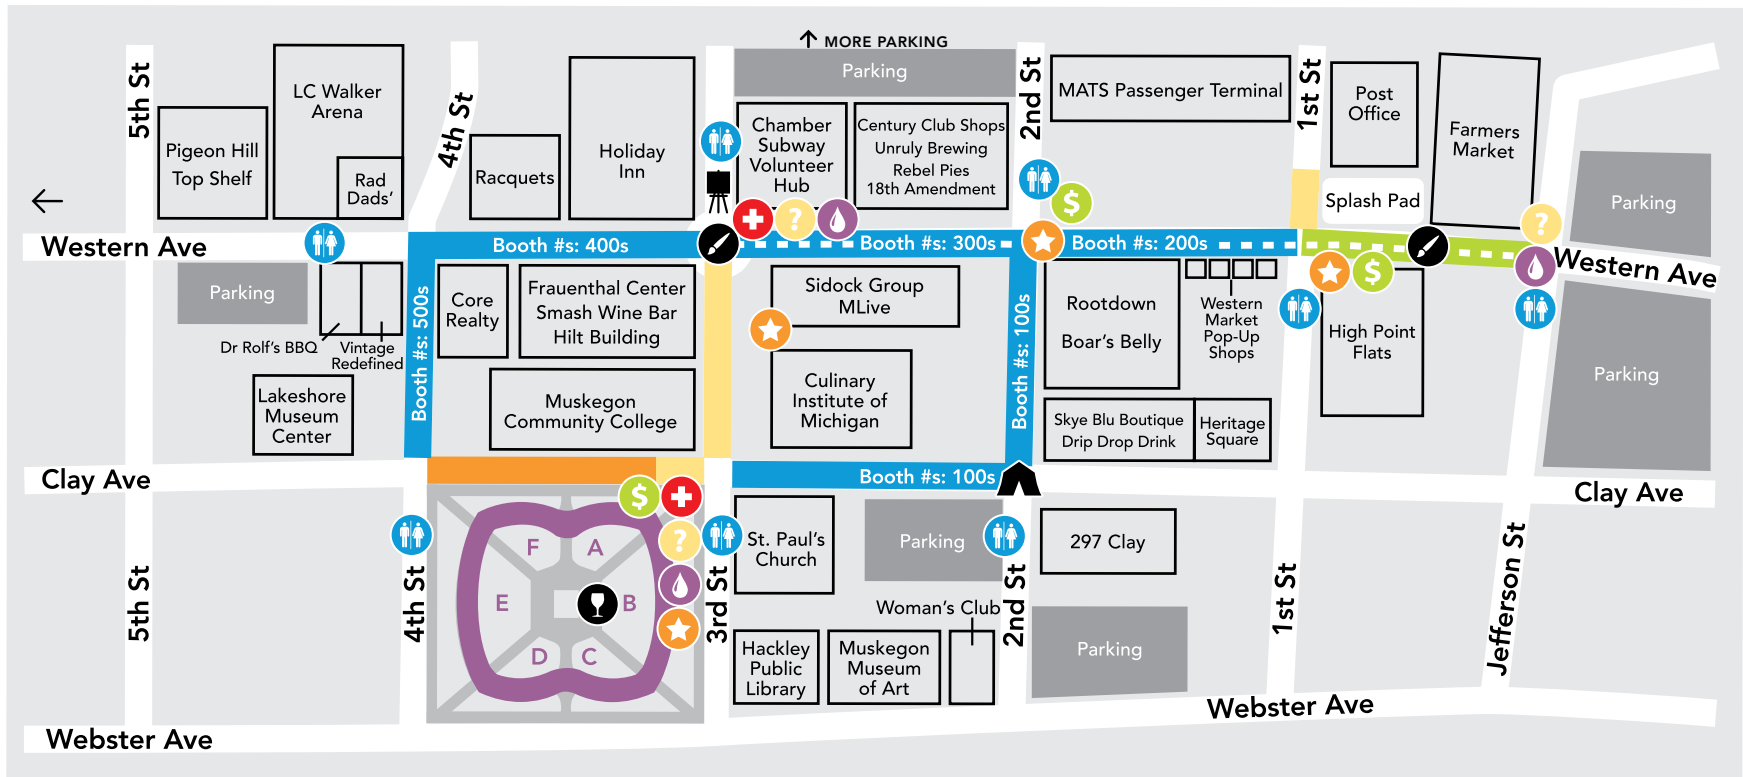 MORE PARKING
Parking
5th St
LC Walker
Arena
Pigeon Hill
Top Shelf
Rad
Dads'
4th St
Racquets
Holiday
Inn
Chamber
Subway
Volunteer
Hub
Century Club Shops
Unruly Brewing
Rebel Pies
18th Amendment
2nd St
MATS Passenger Terminal
1st St
Post
Office
Farmers
Market
Splash Pad
Parking
?
?
$
Western Ave
Booth #s: 400s
Booth #s: 300s
Booth #s: 200s
$
Western Ave
Parking
Dr Rolf's BBQ
Vintage
Redefined
Lakeshore
Museum
Center
Booth #s: 500s
Core
Realty
Frauenthal Center
Smash Wine Bar
Hilt Building
Muskegon
Community College
Sidock Group
MLive
Culinary
Institute of
Michigan
Booth #s: 100s
Rootdown
Boar's Belly
Western
Market
Pop-Up
Shops
Skye Blu Boutique
Drip Drop Drink
Heritage
Square
High Point
Flats
Parking
Clay Ave
Booth #s: 100s
Clay Ave
$
?
F
A
E
B
D
C
5th St
4th St
3rd St
St. Paul's
Church
Parking
297 Clay
Woman's Club
2nd St
Hackley
Public
Library
Muskegon
Museum
of Art
Parking
1st St
Jefferson St
Webster Ave
Webster Ave